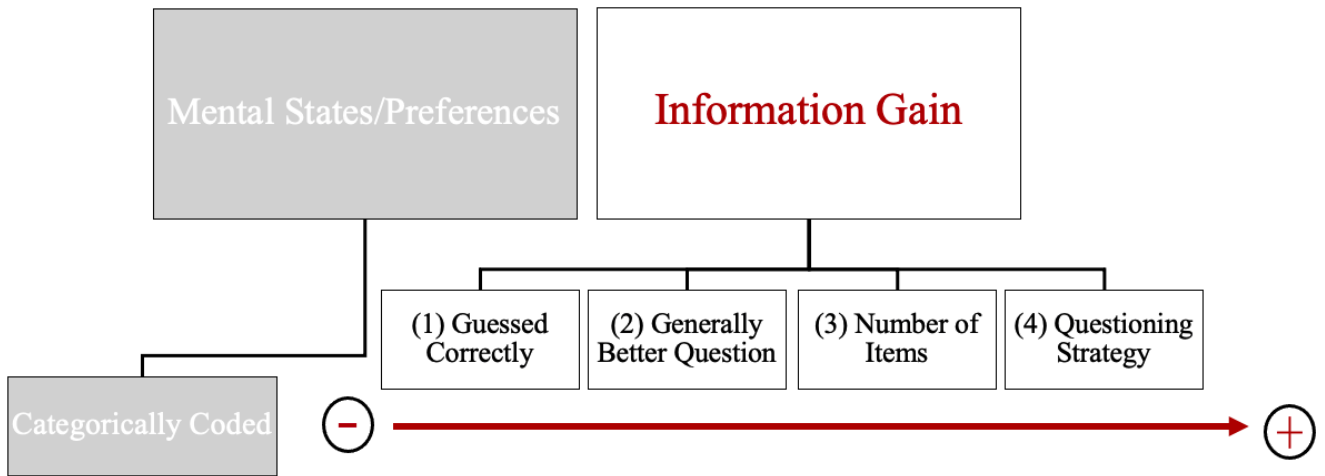 Mental States/Preferences
Information Gain
(1) Guessed
Correctly
(2) Generally
Better Question
(3) Number of
Items
(4) Questioning
Strategy
Categorically Coded
-
+